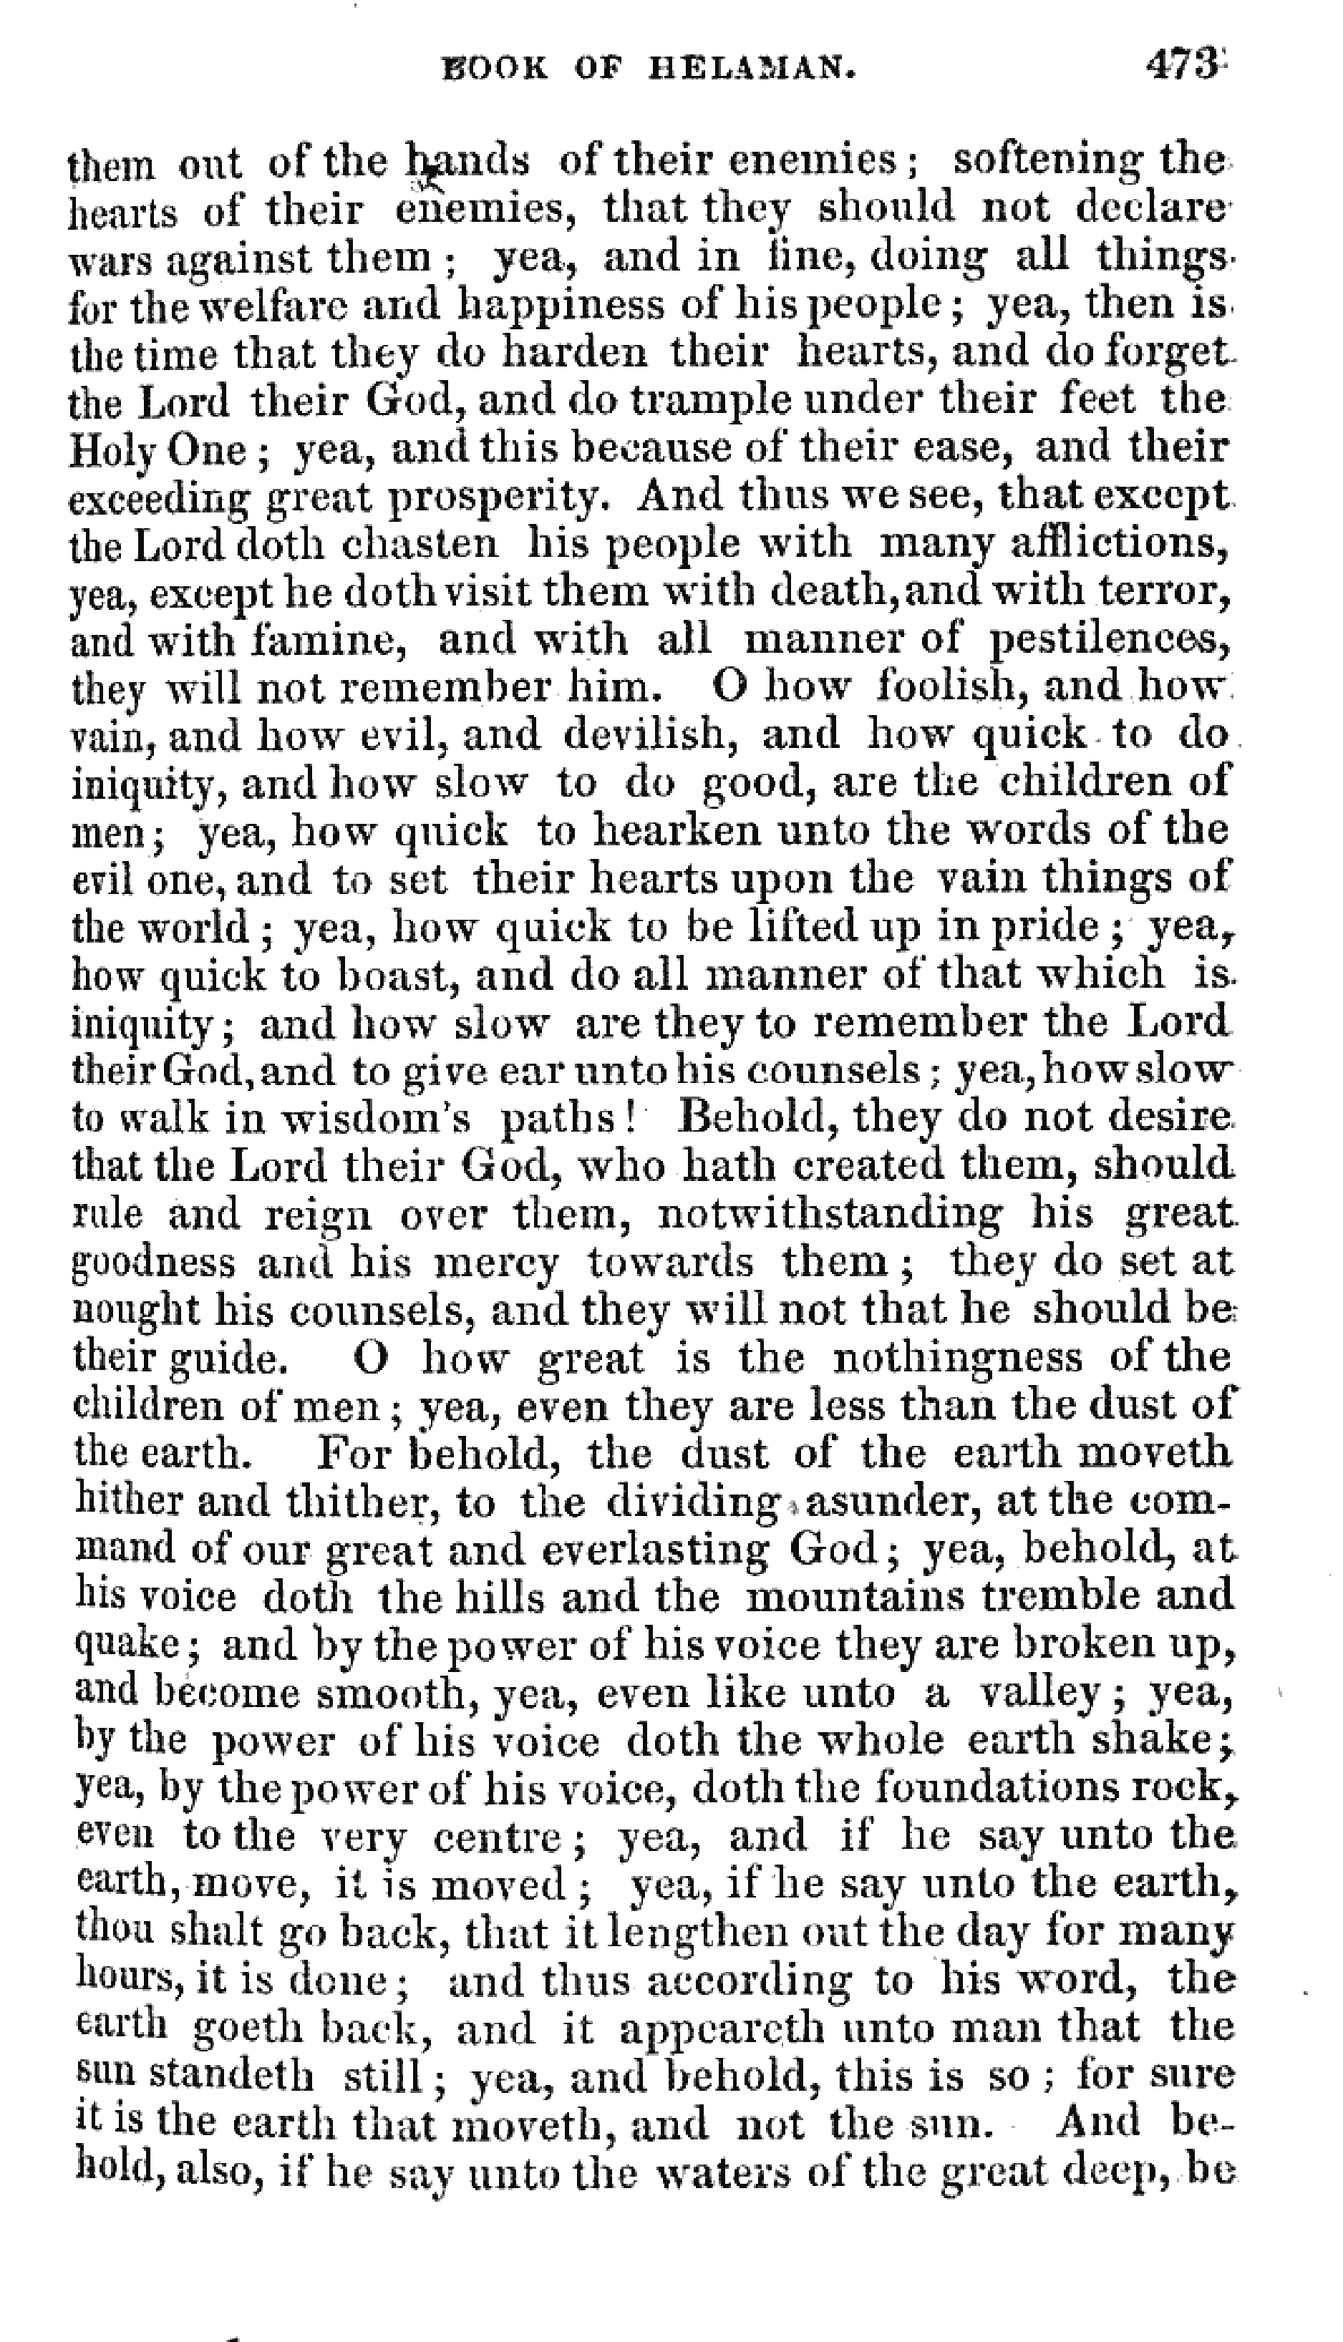 BOOK OF HELAMAN. 473
them out of the hands of their enemies; softening the
hearts of their enemies, that they should not declare
wars against them; yea, and in fine, doing all things
for the welfare and happiness of his people; yea, then is
the time that they do harden their hearts, and do forget
the Lord their God, and do trample under their feet the
Holy One; yea, and this because of their ease, and their
exceeding great prosperity. And thus we see, that except
the Lord doth chasten his people with many afflictions,
yea, except he doth visit them with death, and with terror,
and with famine, and with all manner of pestilences,
they will not remember him. O how foolish, and how
vain, and how evil, and devilish, and how quick to do
iniquity, and how slow to do good, are the children of
men; yea, how quick to hearken unto the words of the
evil one, and to set their hearts upon the vain things of
the world; yea, how quick to be lifted up in pride; yea,
how quick to boast, and do all manner of that which is
iniquity; and how slow are they to remember the Lord
their God, and to give ear unto his counsels; yea, how slow
to walk in wisdom's paths! Behold, they do not desire
that the Lord their God, who hath created them, should
rule and reign over them, notwithstanding his great
goodness and his mercy towards them; they do set at
nought his counsels, and they will not that he should be
their guide. O how great is the nothingness of the
children of men; yea, even they are less than the dust of
the earth. For behold, the dust of the earth moveth
hither and thither, to the dividing asunder, at the com-
mand of our great and everlasting God; yea, behold, at
his voice doth the hills and the mountains tremble and
quake; and by the power of his voice they are broken up,
and become smooth, yea, even like unto a valley; yea,
by the power of his voice doth the whole earth shake;
yea, by the power of his voice, doth the foundations rock,
even to the very centre; yea, and if he say unto the
earth, move, it is moved; yea, if he say unto the earth,
thou shalt go back, that it lengthen out the day for many
hours, it is done; and thus according to his word, the
earth goeth back, and it appeareth unto man that the
sun standeth still; yea, and behold, this is so; for sure
it is the earth that moveth, and not the sun. And be-
hold, also, if he say unto the waters of the great deep, be